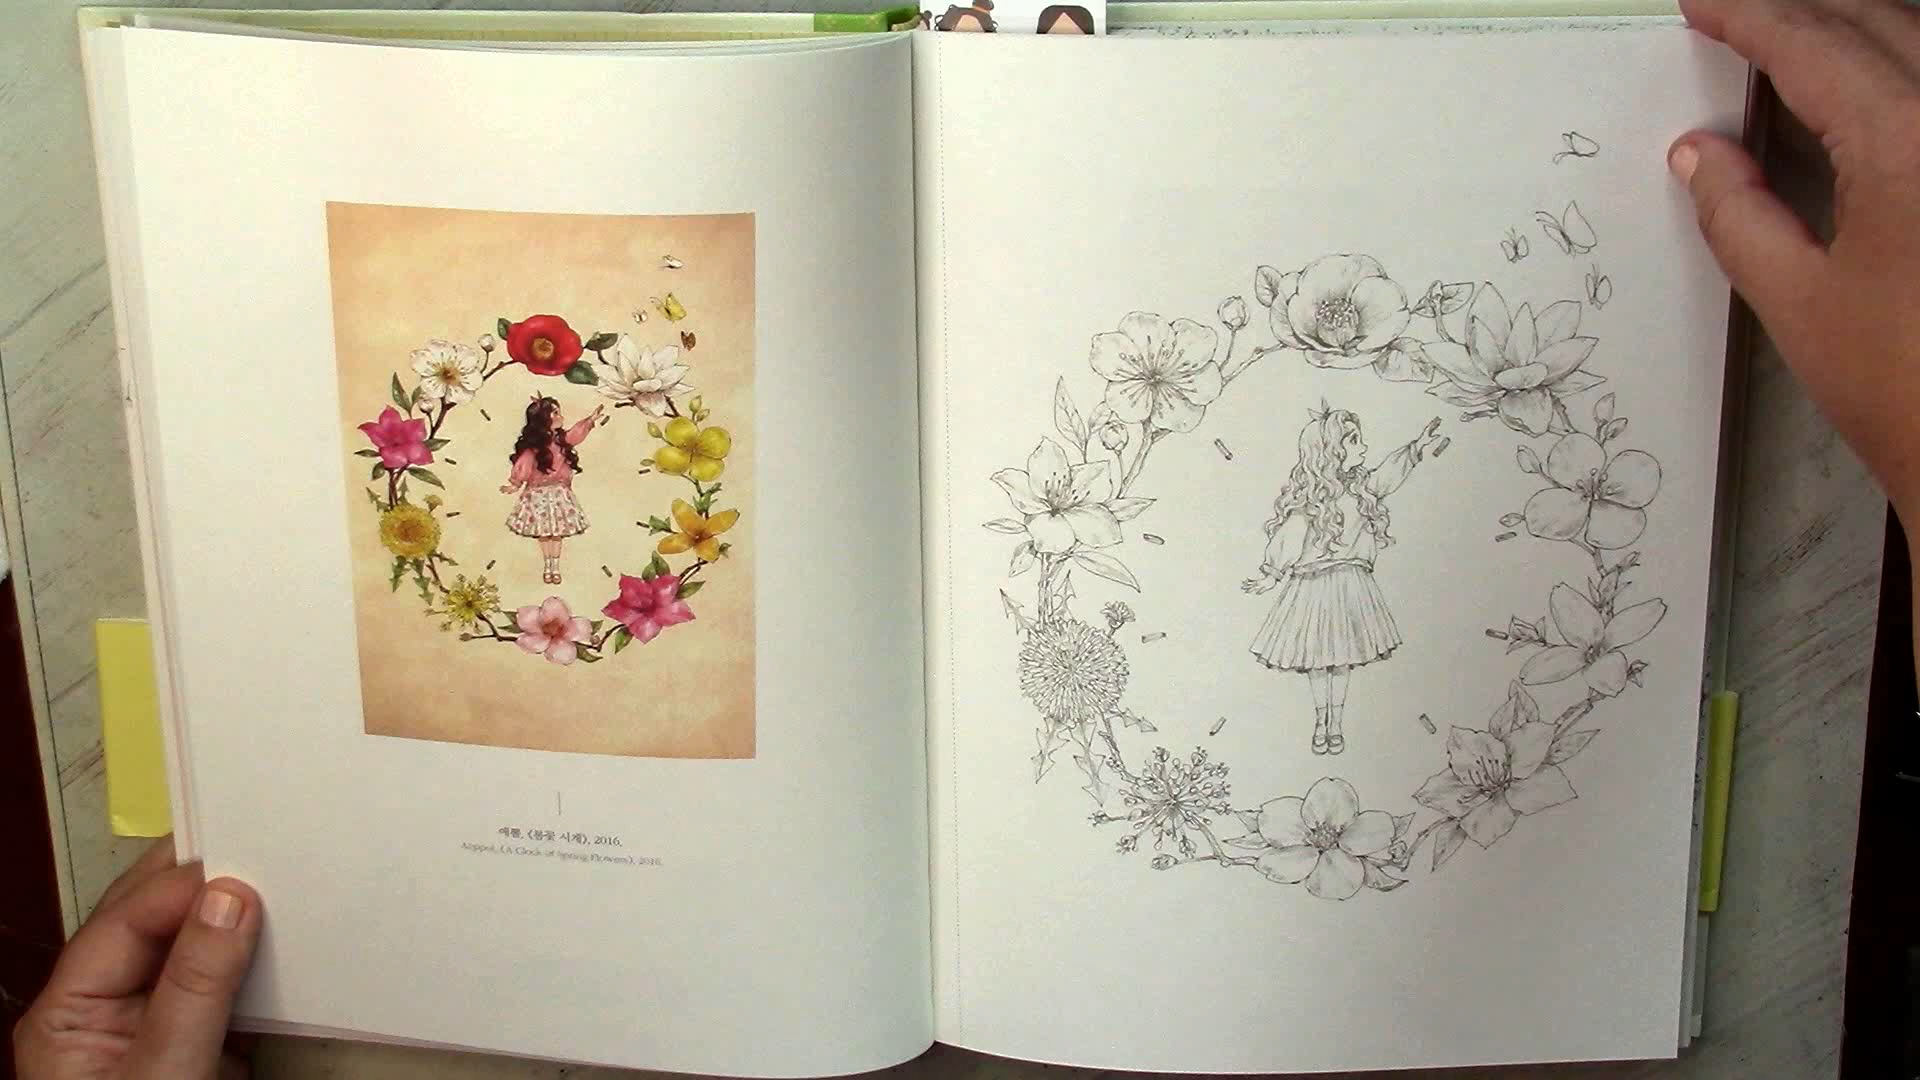 애뽈, 《봄꽃 시계》, 2016.
Aeppol, 《A Clock of Spring Flowers》, 2016.